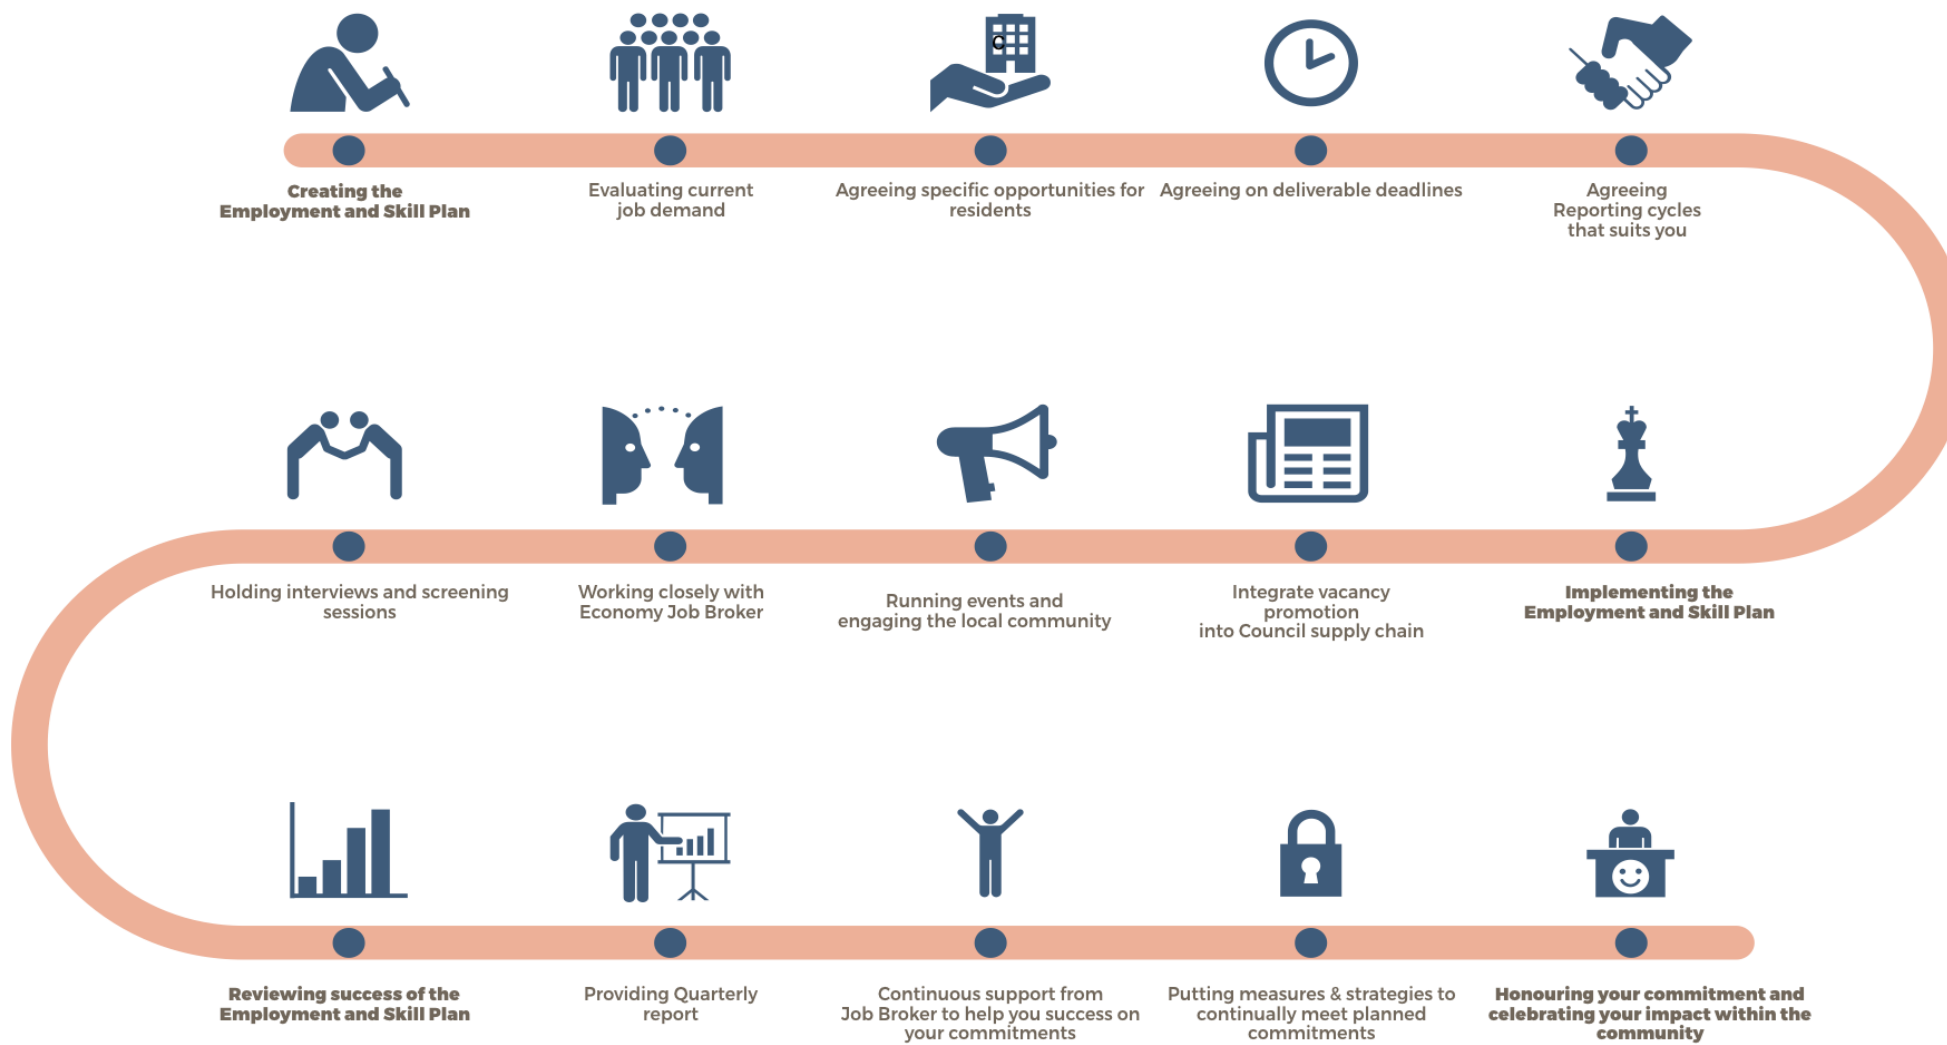 C
Creating the
Employment and Skill Plan
Evaluating current
job demand
Agreeing specific opportunities for
residents
Agreeing on deliverable deadlines
Agreeing
Reporting cycles
that suits you
Holding interviews and screening
sessions
Working closely with
Economy Job Broker
Running events and
engaging the local community
Integrate vacancy
promotion
into Council supply chain
Implementing the
Employment and Skill Plan
Reviewing success of the
Employment and Skill Plan
Providing Quarterly
report
Continuous support from
Job Broker to help you success on
your commitments
Putting measures & strategies to
continually meet planned
commitments
Honouring your commitment and
celebrating your impact within the
community